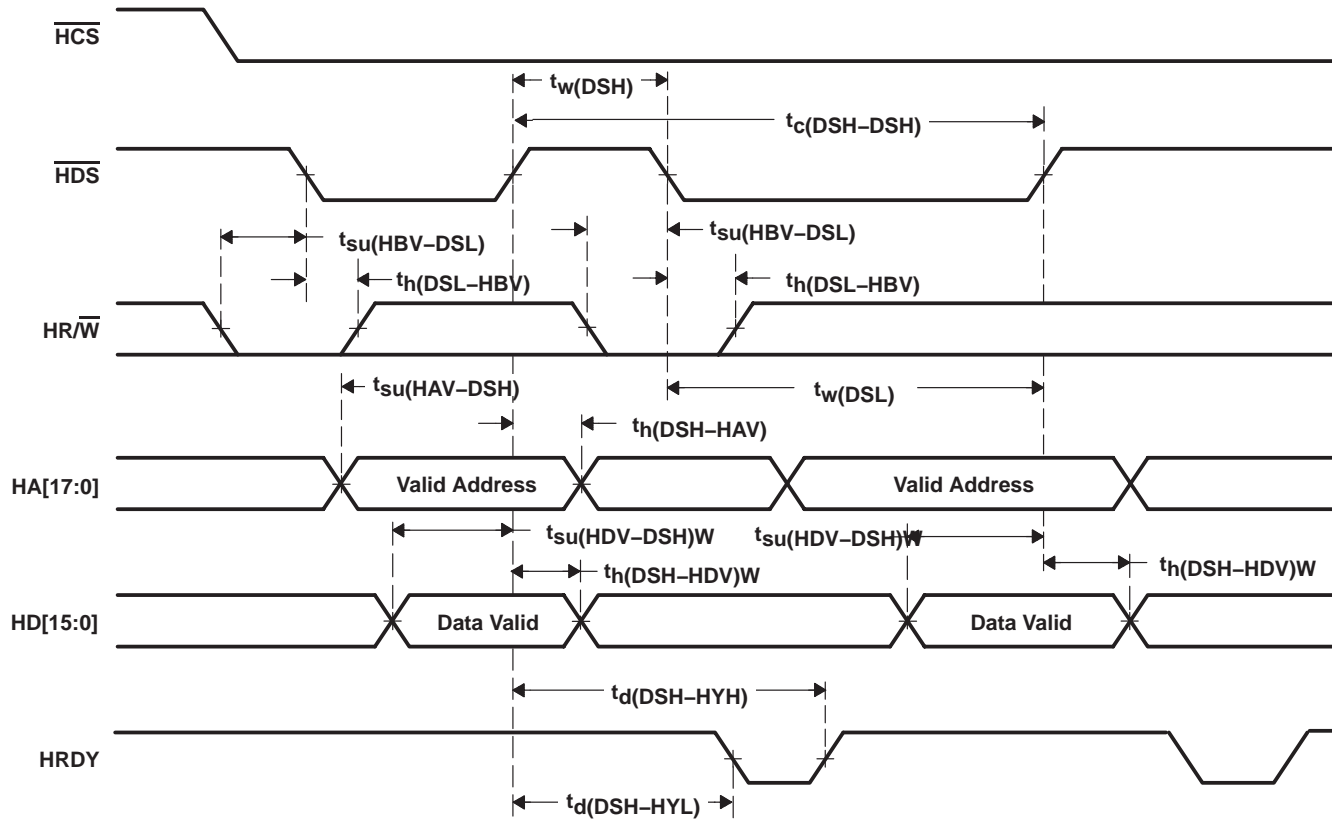 HCS
tw(DSH)
tc(DSH–DSH)
HDS
tsu(HBV–DSL)
tsu(HBV–DSL)
th(DSL–HBV)
th(DSL–HBV)
HR/W
tsu(HAV–DSH)
tw(DSL)
th(DSH–HAV)
HA[17:0]
Valid Address
Valid Address
tsu(HDV–DSH)W
tsu(HDV–DSH)W
th(DSH–HDV)W
th(DSH–HDV)W
HD[15:0]
Data Valid
Data Valid
td(DSH–HYH)
HRDY
td(DSH–HYL)